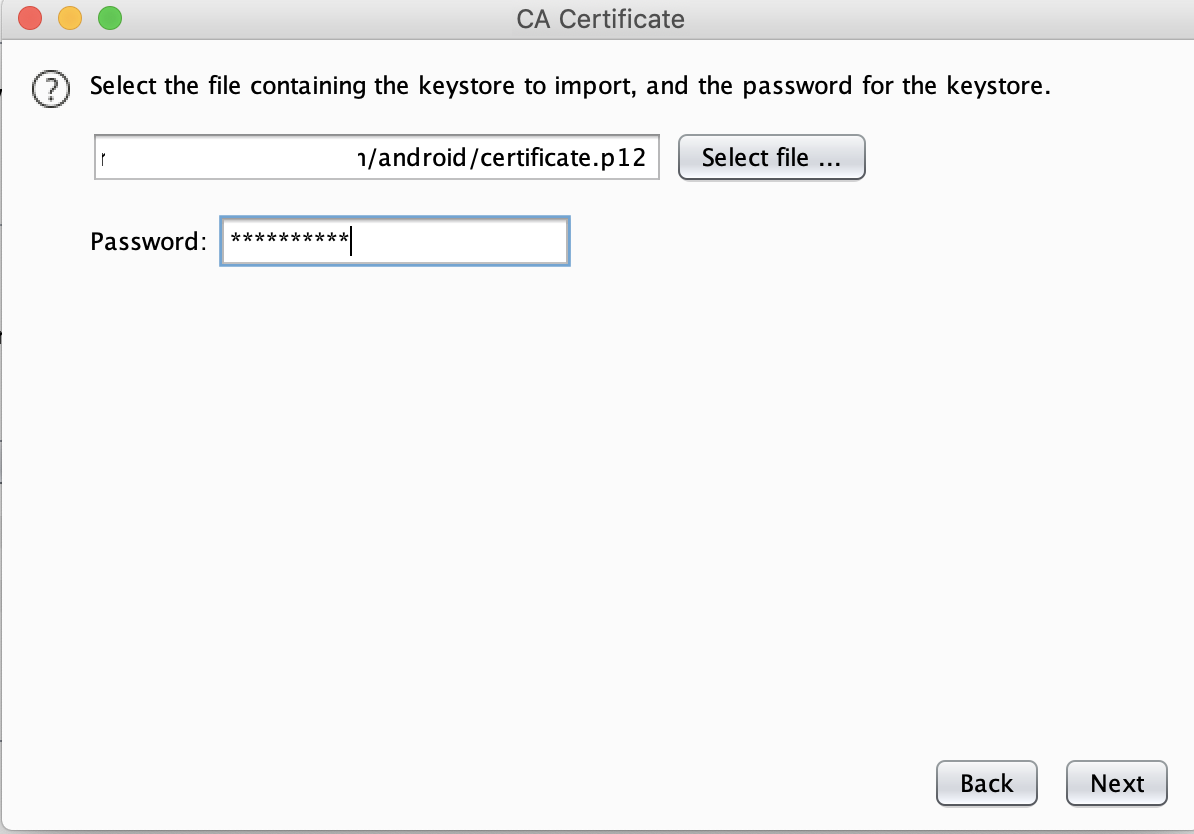 CA Certificate
Select the file containing the keystore to import, and the password for the keystore.
/android/certificate.p12 Select file ...
Password: **********
Back Next